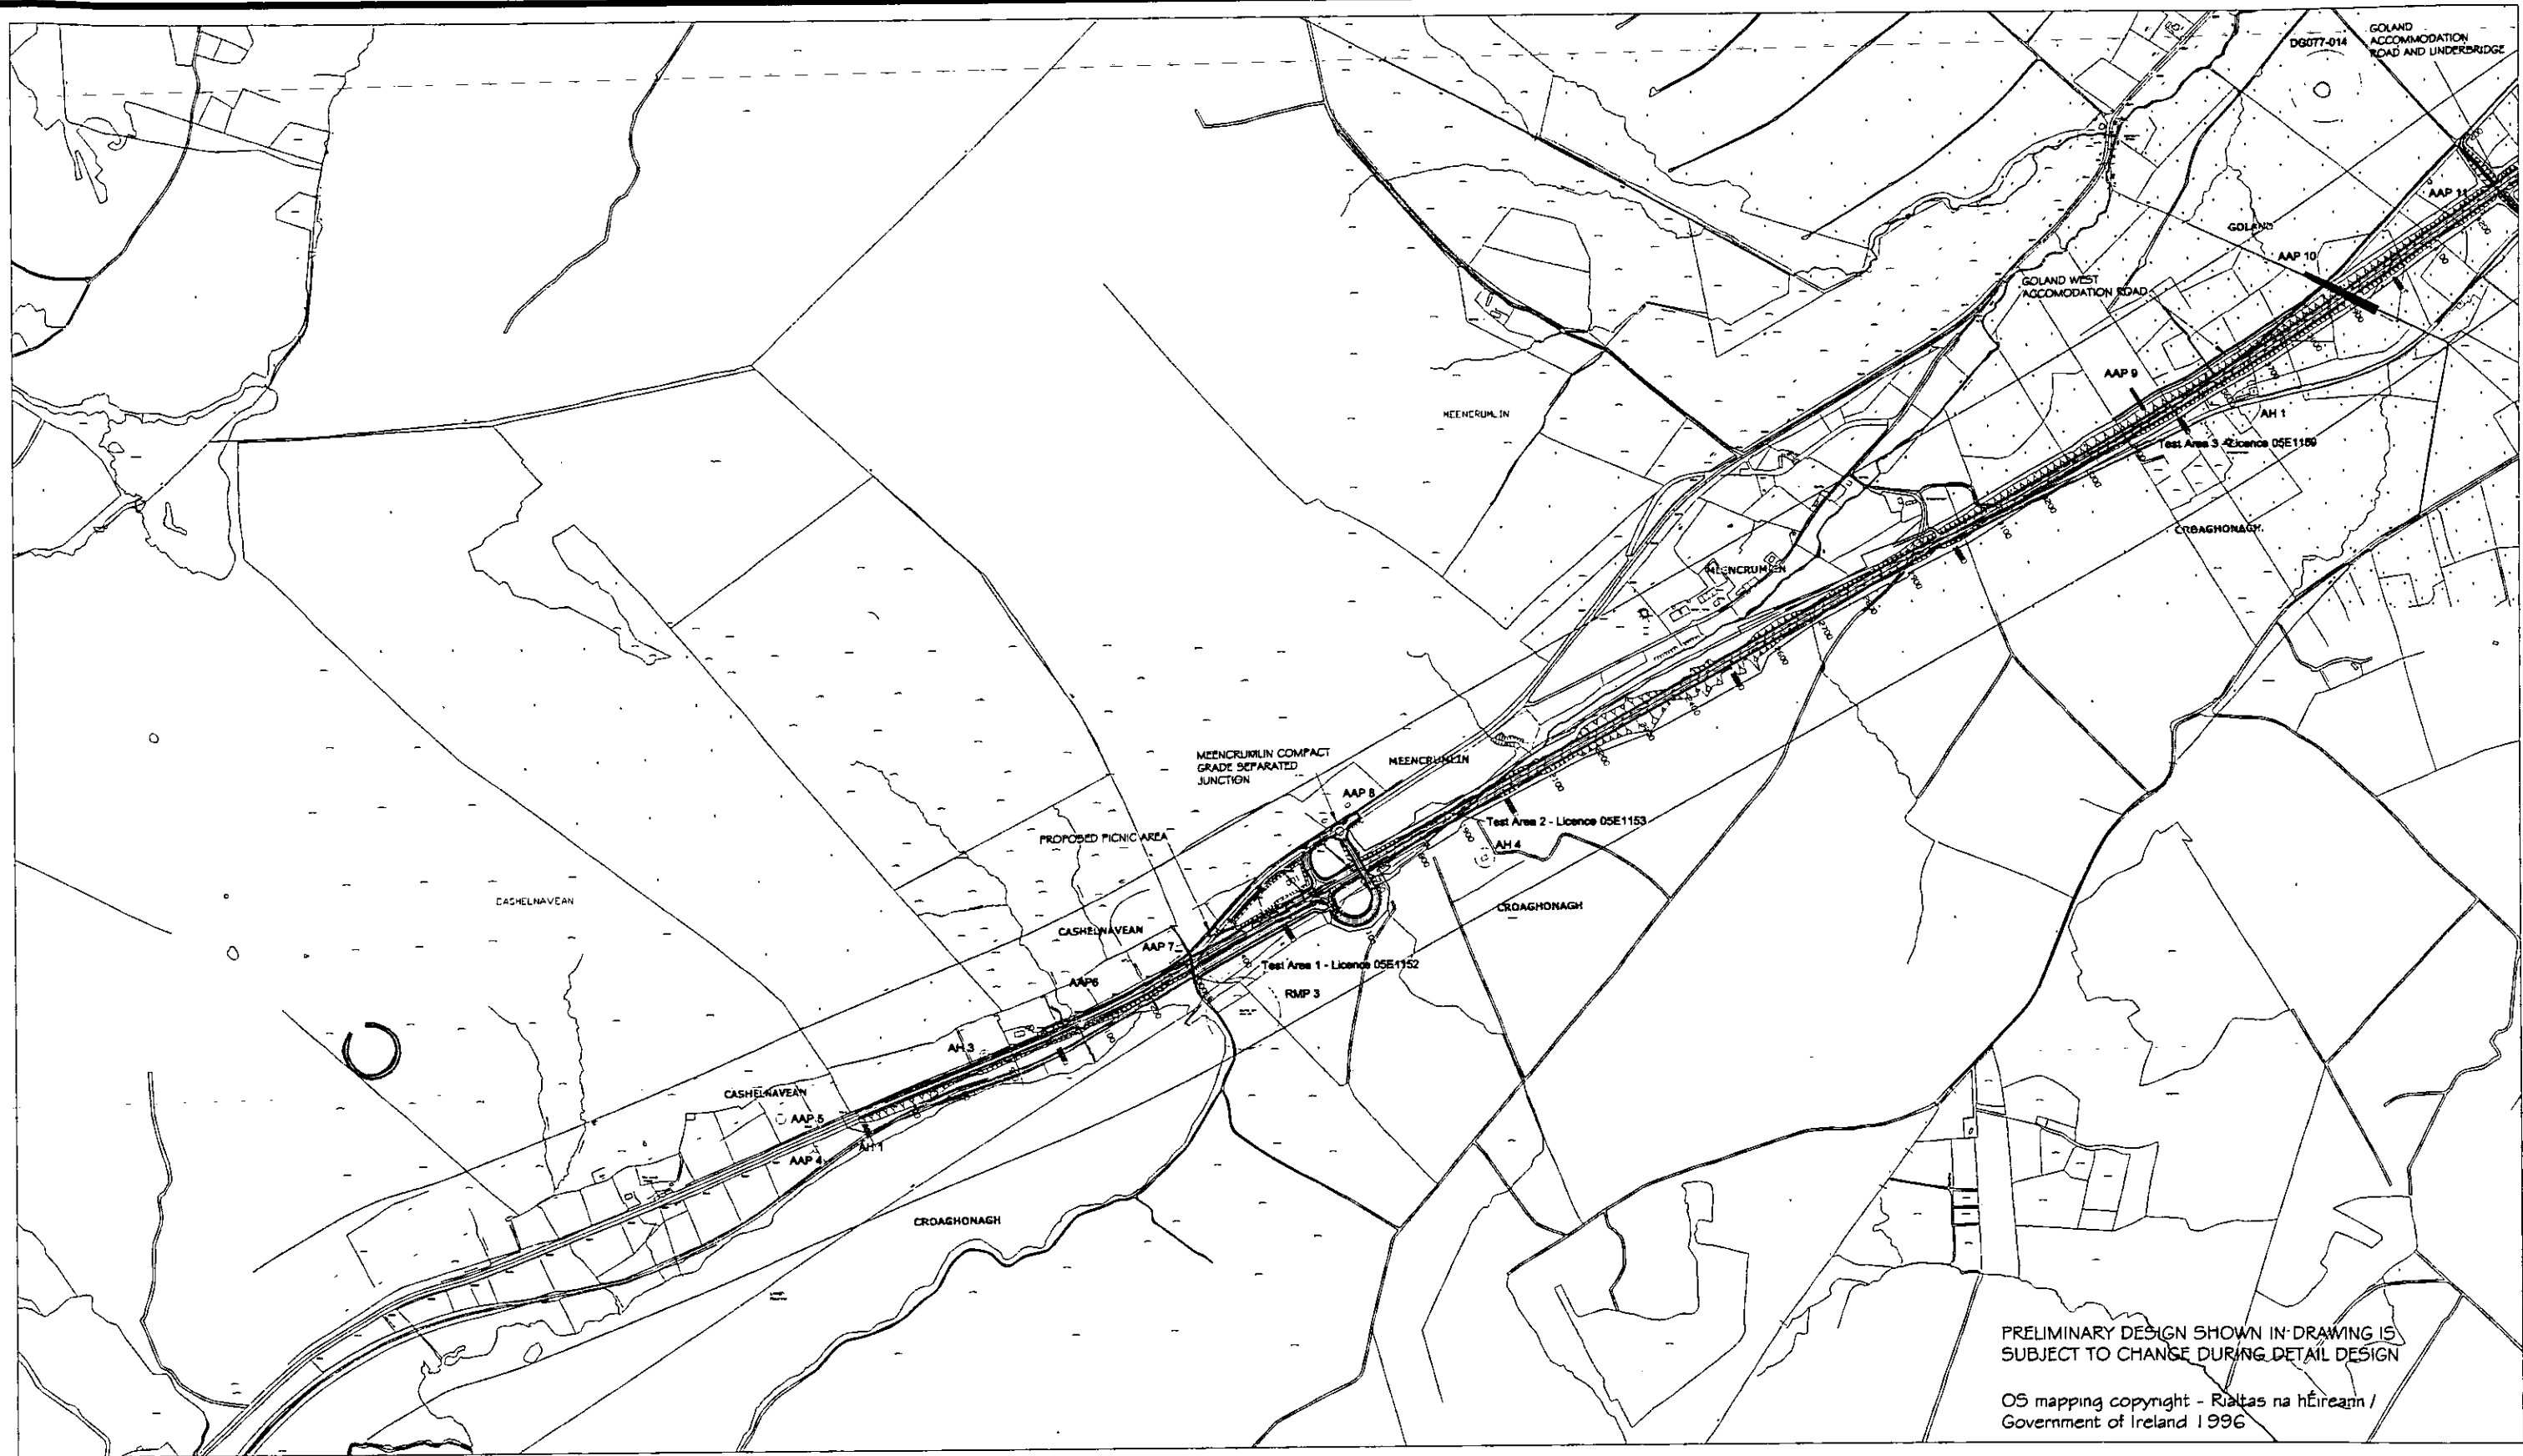 DG077-014
GOLAND
ACCOMMODATION
ROAD AND UNDERBRIDGE
AAP 11
GOLAND
AAP 10
GOLAND WEST
ACCOMODATION ROAD
AAP 9
AH 1
MEENCRUMLIN
Test Area 3 - Licence 05E1159
CROAGHONAGH
MEENCRUMLIN
MEENCRUMLIN COMPACT
GRADE SEPARATED
JUNCTION
MEENCRUMLIN
AAP 8
Test Area 2 - Licence 05E1153
AH 4
PROPOSED PICNIC AREA
CASHELNAVEAN
CROAGHONAGH
CASHELNAVEAN
AAP 7
Test Area 1 - Licence 05E1152
RMP 3
AAP6
AH 3
CASHELNAVEAN
AAP 5
AAP 4
AH 1
CROAGHONAGH
PRELIMINARY DESIGN SHOWN IN DRAWING IS
SUBJECT TO CHANGE DURING DETAIL DESIGN
OS mapping copyright - Rialtas na hÉireann /
Government of Ireland 1996